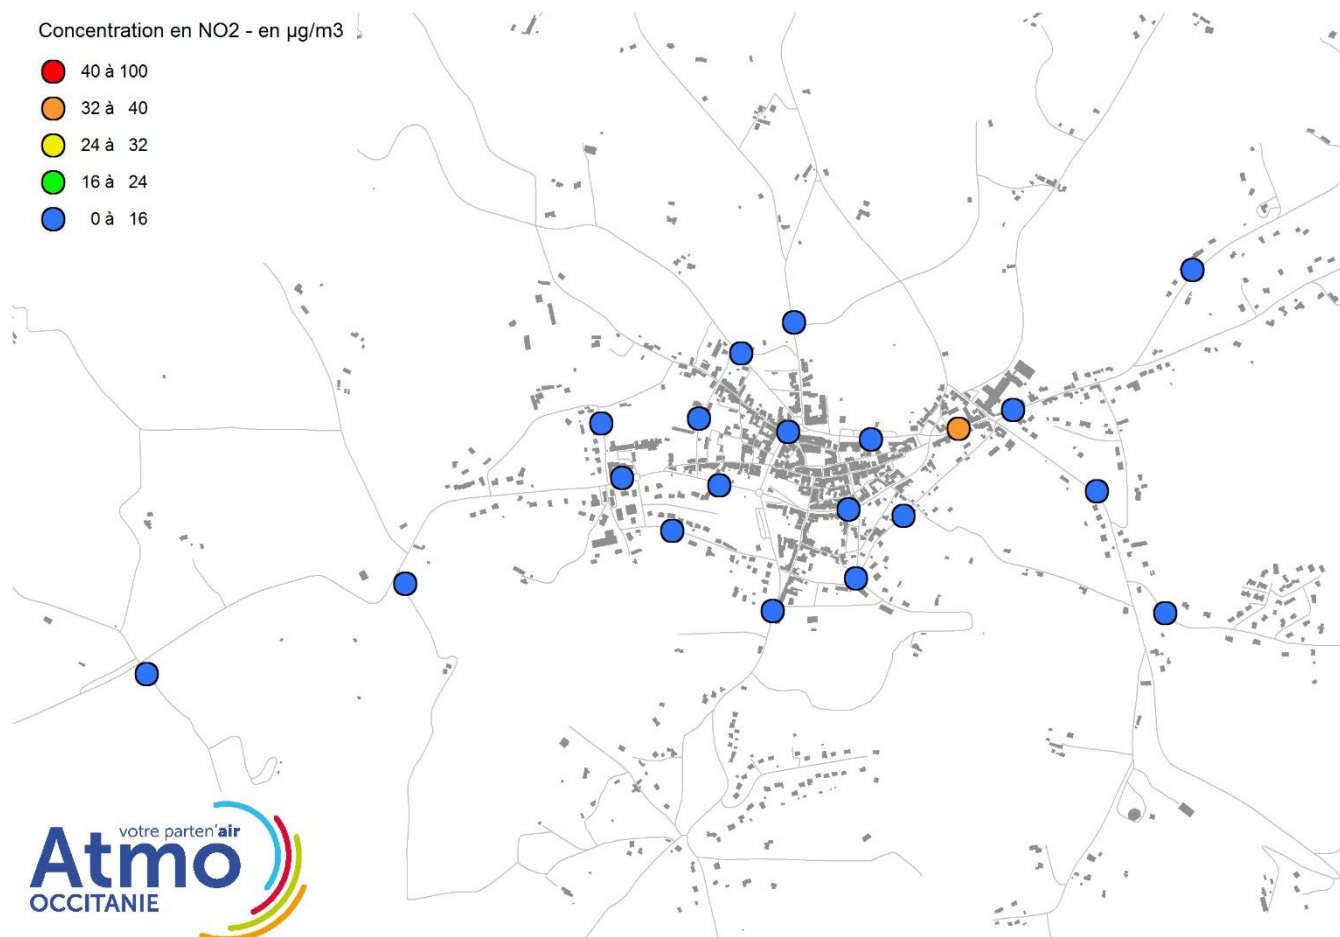 Concentration en NO2 - en µg/m3
40 à 100
32 à 40
24 à 32
16 à 24
0 à 16
votre parten'air
Atmo
OCCITANIE